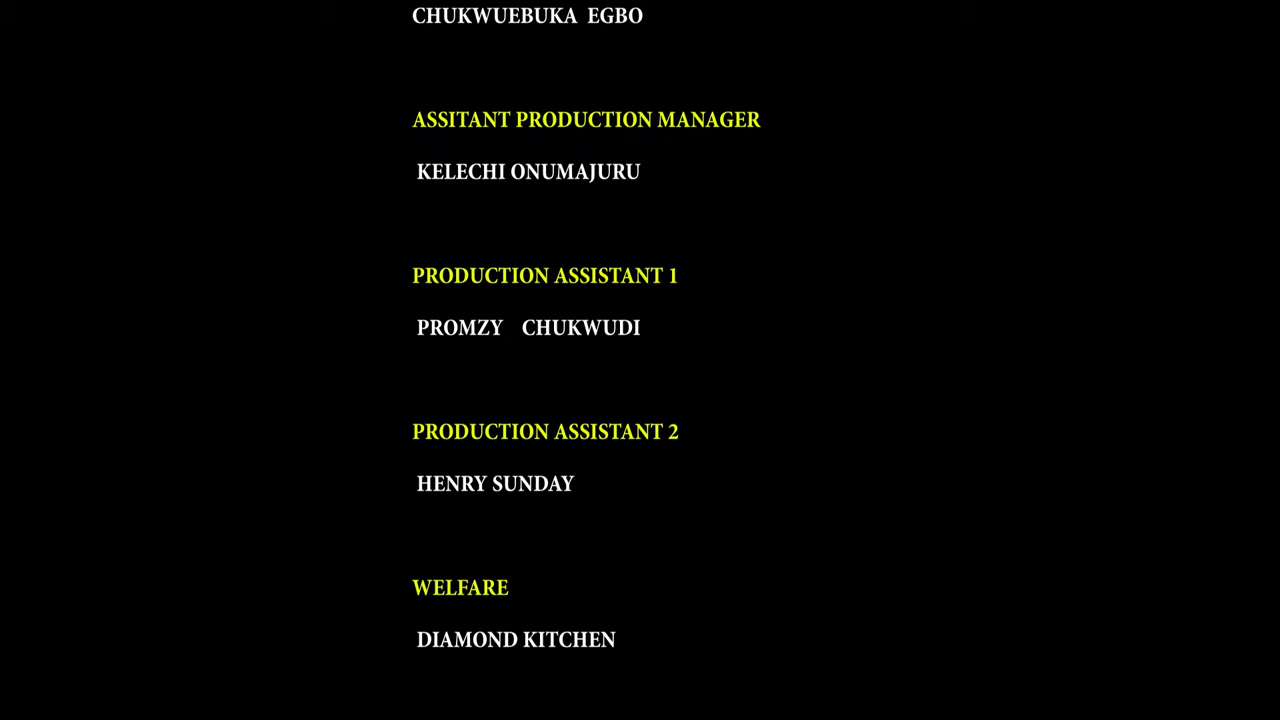 CHUKWUEBUKA EGBO
ASSITANT PRODUCTION MANAGER
KELECHI ONUMAJURU
PRODUCTION ASSISTANT 1
PROMZY CHUKWUDI
PRODUCTION ASSISTANT 2
HENRY SUNDAY
WELFARE
DIAMOND KITCHEN